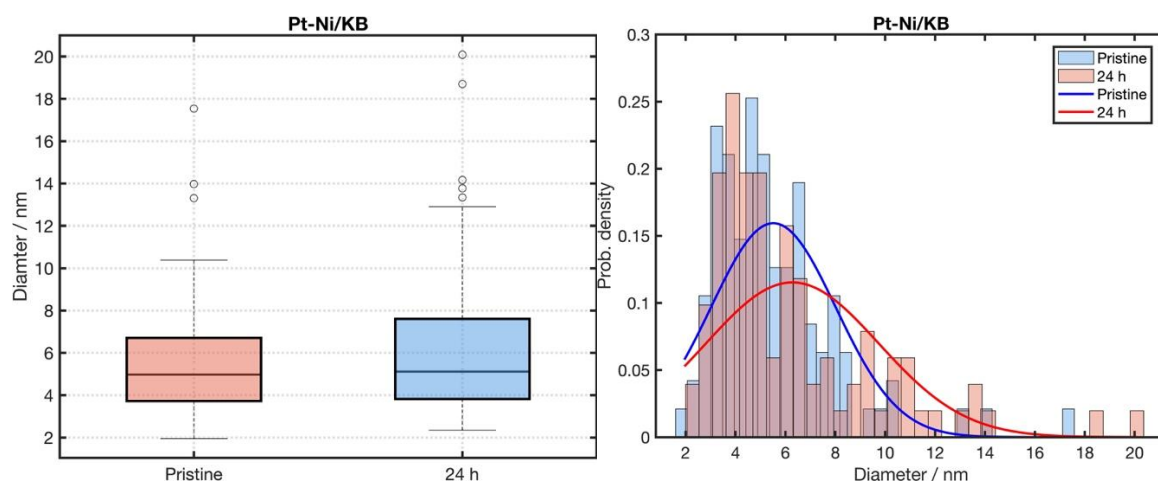 Pt-Ni/KB
Diamter / nm
20
18
16
14
12
10
8
6
4
2
Pristine 24 h
Pt-Ni/KB
Prob. density
0.3
0.25
0.2
0.15
0.1
0.05
0
Pristine
24 h
Pristine
24 h
2 4 6 8 10 12 14 16 18 20
Diameter / nm